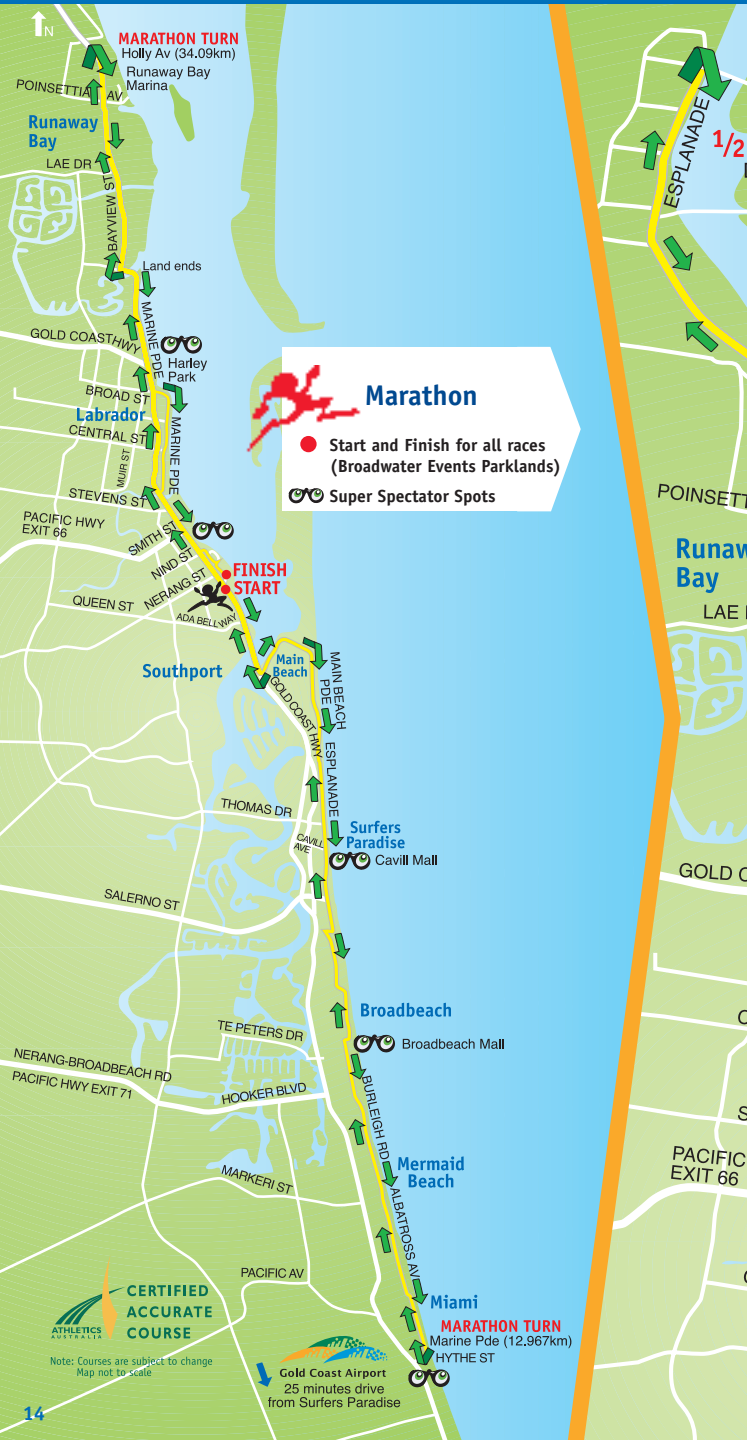 N
MARATHON TURN
Holly Av (34.09km)
Runaway Bay
Marina
POINSETTIA AV
Runaway
Bay
LAE DR
BAYVIEW ST
Land ends
MARINE PDE
GOLD COAST HWY
Harley
Park
BROAD ST
Labrador
CENTRAL ST
MARINE PDE
MUIR ST
STEVENS ST
PACIFIC HWY
EXIT 66
SMITH ST
NIND ST
NERANG ST
FINISH
START
QUEEN ST
ADA BELL WAY
Southport
Main
Beach
MAIN BEACH
PDE
GOLD COAST HWY
ESPLANADE
THOMAS DR
Surfers
Paradise
CAVILL
AVE
Cavill Mall
SALERNO ST
Broadbeach
TE PETERS DR
Broadbeach Mall
NERANG-BROADBEACH RD
PACIFIC HWY EXIT 71
HOOKER BLVD
BURLEIGH RD
Mermaid
Beach
MARKERI ST
ALBATROSS AV
PACIFIC AV
Miami
MARATHON TURN
Marine Pde (12.967km)
HYTHE ST
Marathon
Start and Finish for all races
(Broadwater Events Parklands)
Super Spectator Spots
CERTIFIED
ACCURATE
COURSE
ATHLETICS
AUSTRALIA
Note: Courses are subject to change
Map not to scale
Gold Coast Airport
25 minutes drive
from Surfers Paradise
14
ESPLANADE
1/2
POINSETT
Runaw
Bay
LAE
GOLD C
PACIFIC
EXIT 66